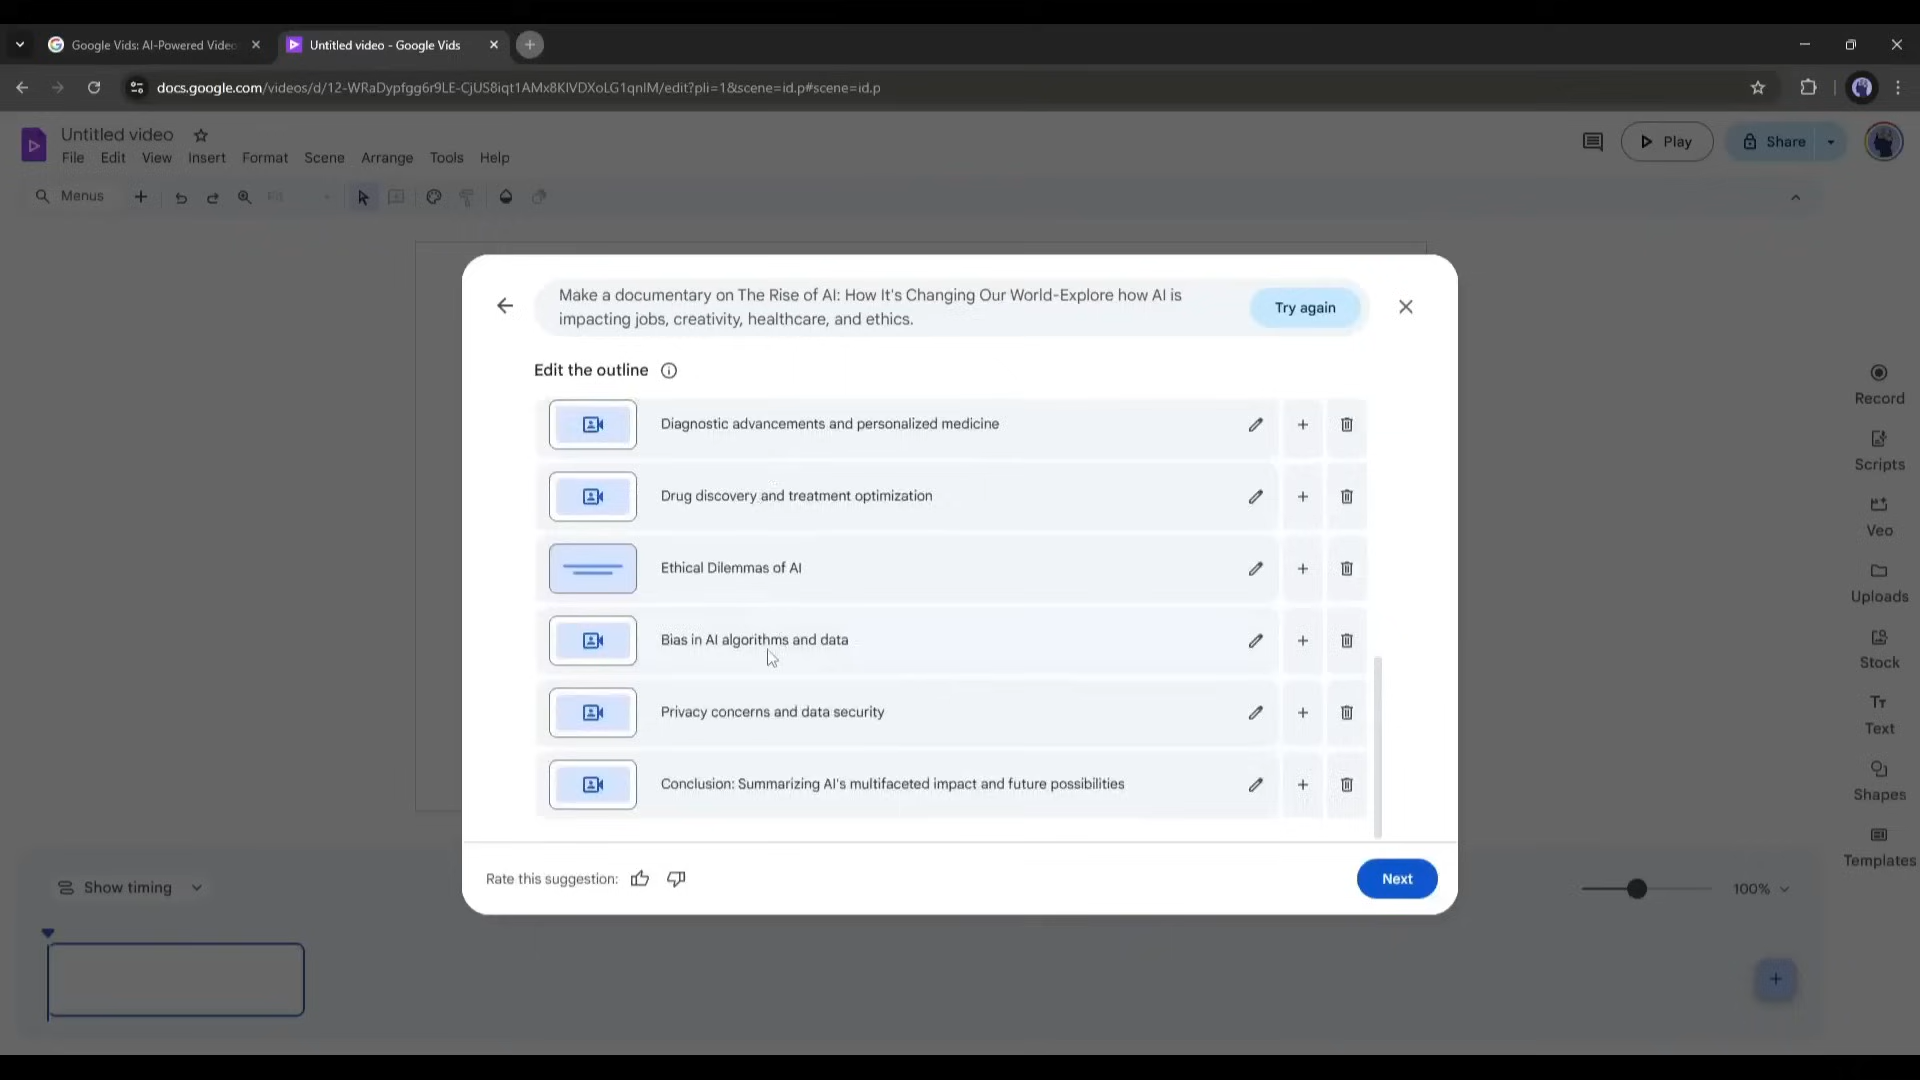 Google Vids: AI-Powered Video
Untitled video - Google Vids
docs.google.com/videos/d/12-WRaDypfgg6r9LE-CjUS8iqt1AMx8KIVDXoLG1qnIM/edit?pli=1&scene=id.p#scene=id.p
Untitled video
File Edit View Insert Format Scene Arrange Tools Help
Play
Share
Menus
Fit
Make a documentary on The Rise of AI: How It's Changing Our World-Explore how AI is
impacting jobs, creativity, healthcare, and ethics.
Try again
Edit the outline
Diagnostic advancements and personalized medicine
Drug discovery and treatment optimization
Ethical Dilemmas of AI
Bias in AI algorithms and data
Privacy concerns and data security
Conclusion: Summarizing AI's multifaceted impact and future possibilities
Rate this suggestion:
Next
Record
Scripts
Veo
Uploads
Stock
Tт
Text
Shapes
Templates
Show timing
100%